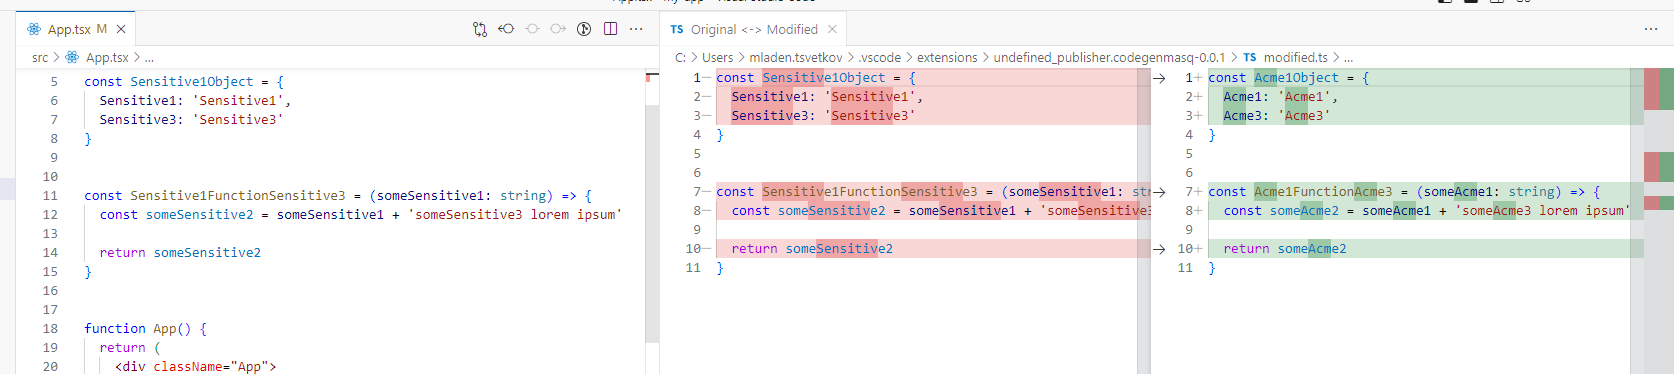 App.tsx M
src > App.tsx > ...
5 const Sensitive1Object = {
6 Sensitive1: 'Sensitive1',
7 Sensitive3: 'Sensitive3'
8 }
9
10
11 const Sensitive1FunctionSensitive3 = (someSensitive1: string) => {
12 const someSensitive2 = someSensitive1 + 'someSensitive3 lorem ipsum'
13
14 return someSensitive2
15 }
16
17
18 function App() {
19 return (
20 <div className="App">
TS Original <-> Modified
C: > Users > mladen.tsvetkov > .vscode > extensions > undefined_publisher.codegenmasq-0.0.1 > TS modified.ts > ...
1− const Sensitive1Object = {
2− Sensitive1: 'Sensitive1',
3− Sensitive3: 'Sensitive3'
4 }
5
6
7− const Sensitive1FunctionSensitive3 = (someSensitive1: str
8− const someSensitive2 = someSensitive1 + 'someSensitive3
9
10− return someSensitive2
11 }
1+ const Acme1Object = {
2+ Acme1: 'Acme1',
3+ Acme3: 'Acme3'
4 }
5
6
7+ const Acme1FunctionAcme3 = (someAcme1: string) => {
8+ const someAcme2 = someAcme1 + 'someAcme3 lorem ipsum'
9
10+ return someAcme2
11 }